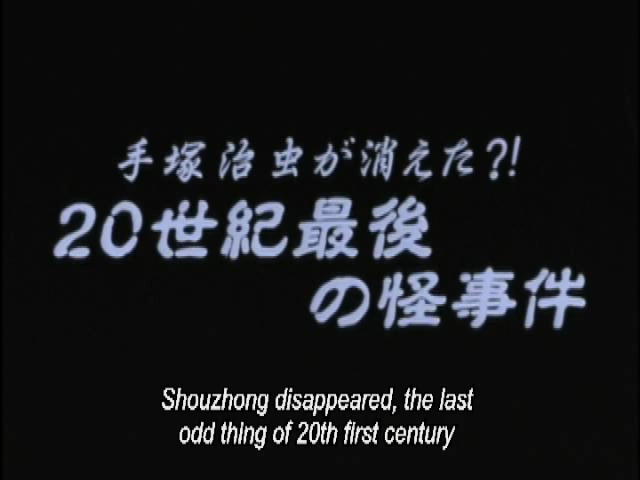 手塚治虫が消えた?!
20世紀最後
の怪事件
Shouzhong disappeared, the last
odd thing of 20th first century